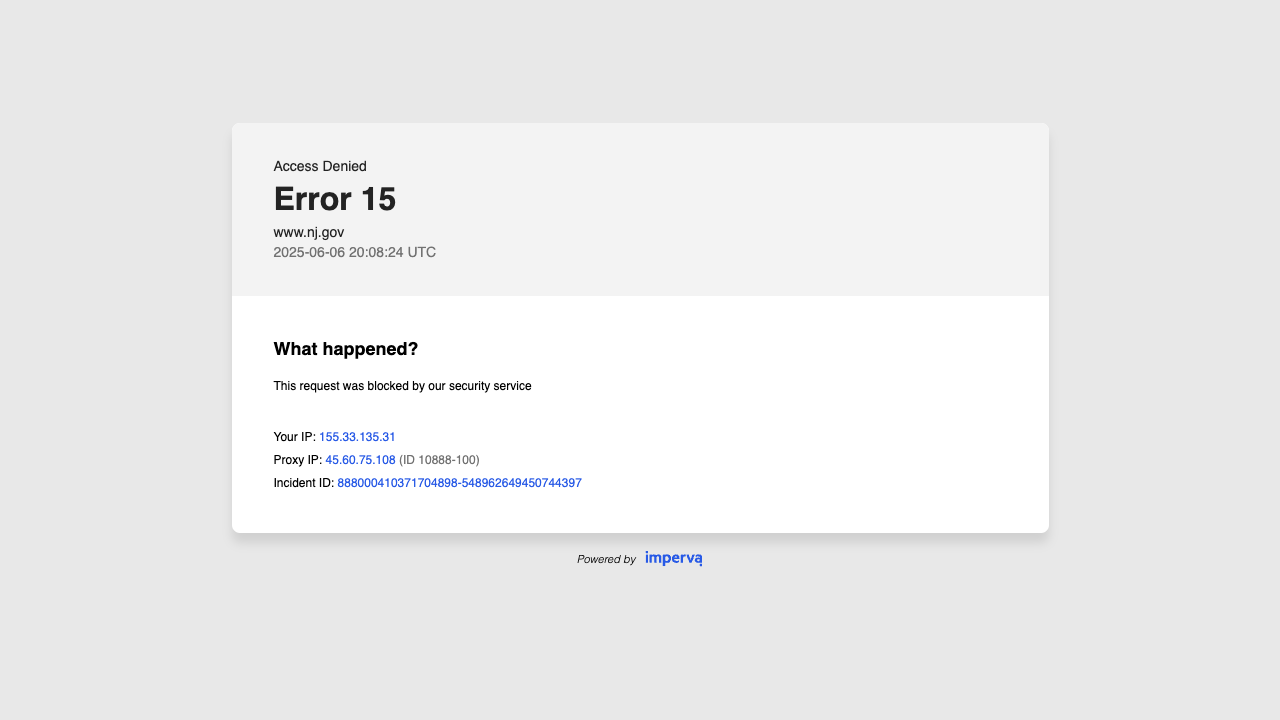 Access Denied
Error 15
www.nj.gov
2025-06-06 20:08:24 UTC
What happened?
This request was blocked by our security service
Your IP: 155.33.135.31
Proxy IP: 45.60.75.108 (ID 10888-100)
Incident ID: 888000410371704898-548962649450744397
Powered by imperva